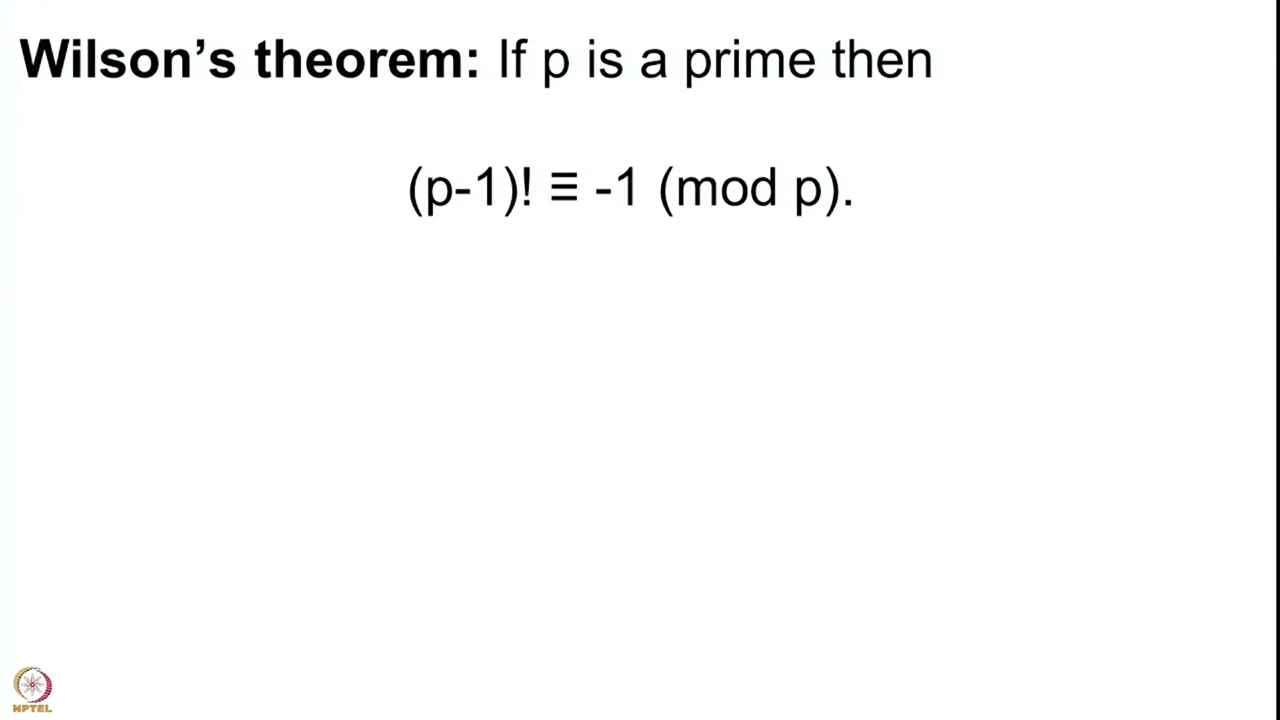 Wilson’s theorem: If p is a prime then
(p-1)! ≡ -1 (mod p).
NPTEL